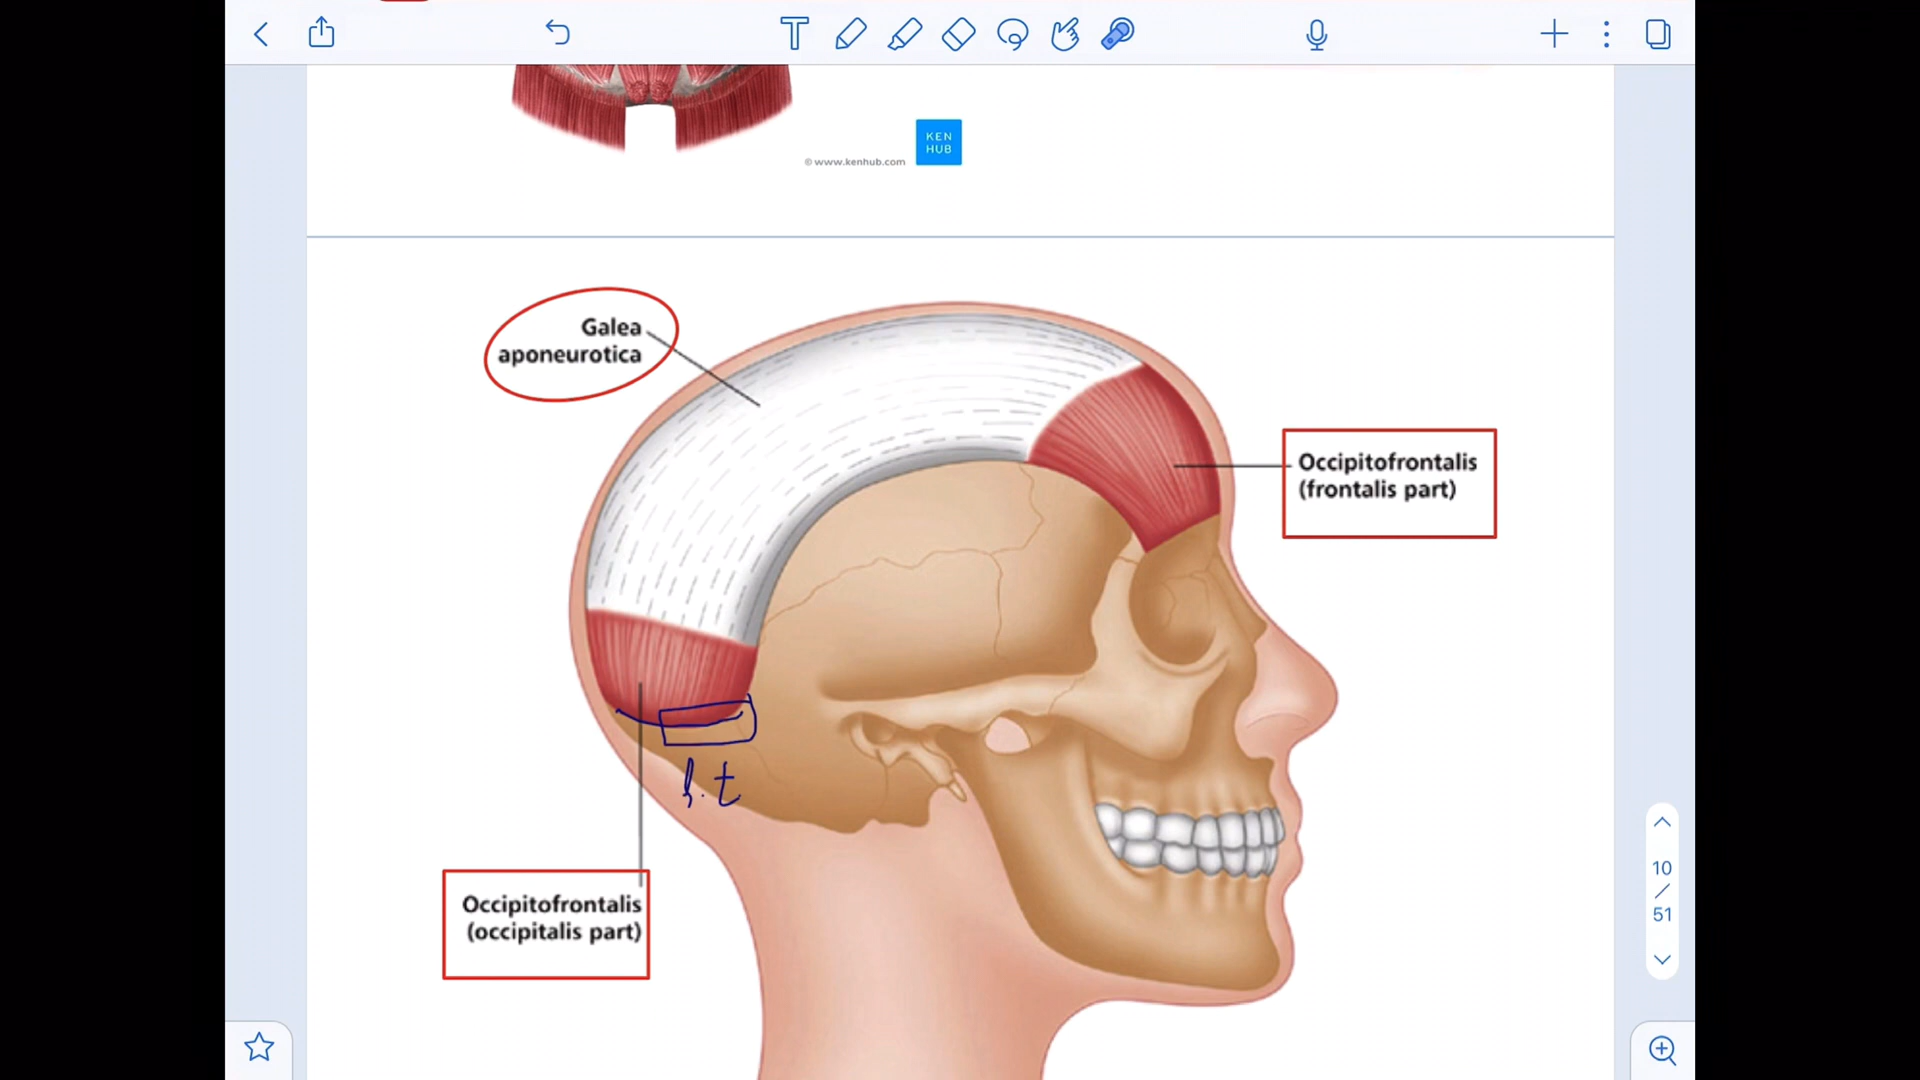 KEN
HUB
© www.kenhub.com
Galea
aponeurotica
Occipitofrontalis
(frontalis part)
Occipitofrontalis
(occipitalis part)
10
/
51